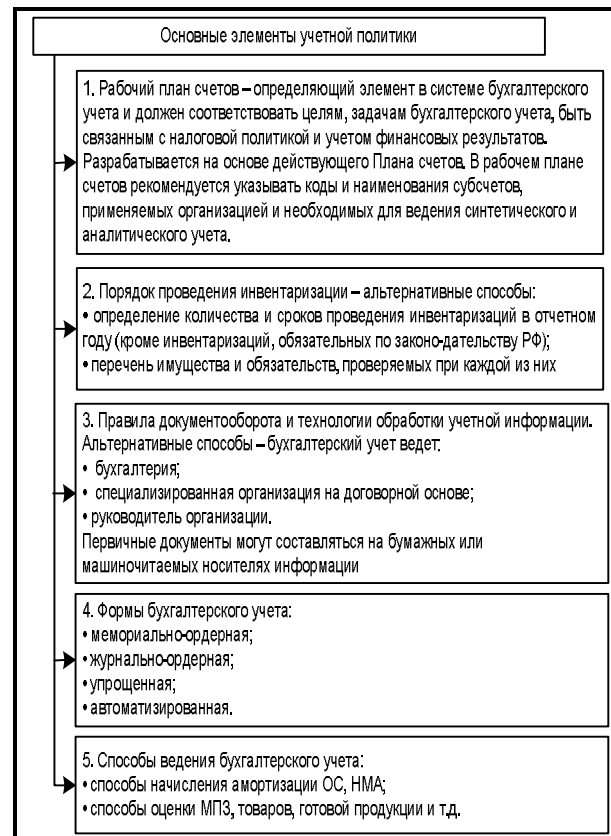 Основные элементы учетной политики
1. Рабочий план счетов – определяющий элемент в системе бухгалтерского
учета и должен соответствовать целям, задачам бухгалтерского учета, быть
связанным с налоговой политикой и учетом финансовых результатов.
Разрабатывается на основе действующего Плана счетов. В рабочем плане
счетов рекомендуется указывать коды и наименования субсчетов,
применяемых организацией и необходимых для ведения синтетического и
аналитического учета.
2. Порядок проведения инвентаризации – альтернативные способы:
• определение количества и сроков проведения инвентаризаций в отчетном
году (кроме инвентаризаций, обязательных по законо-дательству РФ);
• перечень имущества и обязательств, проверяемых при каждой из них
3. Правила документооборота и технологии обработки учетной информации.
Альтернативные способы – бухгалтерский учет ведет:
• бухгалтерия;
• специализированная организация на договорной основе;
• руководитель организации.
Первичные документы могут составляться на бумажных или
машиночитаемых носителях информации
4. Формы бухгалтерского учета:
• мемориально-ордерная;
• журнально-ордерная;
• упрощенная;
• автоматизированная.
5. Способы ведения бухгалтерского учета:
• способы начисления амортизации ОС, НМА;
• способы оценки МПЗ, товаров, готовой продукции и т.д.